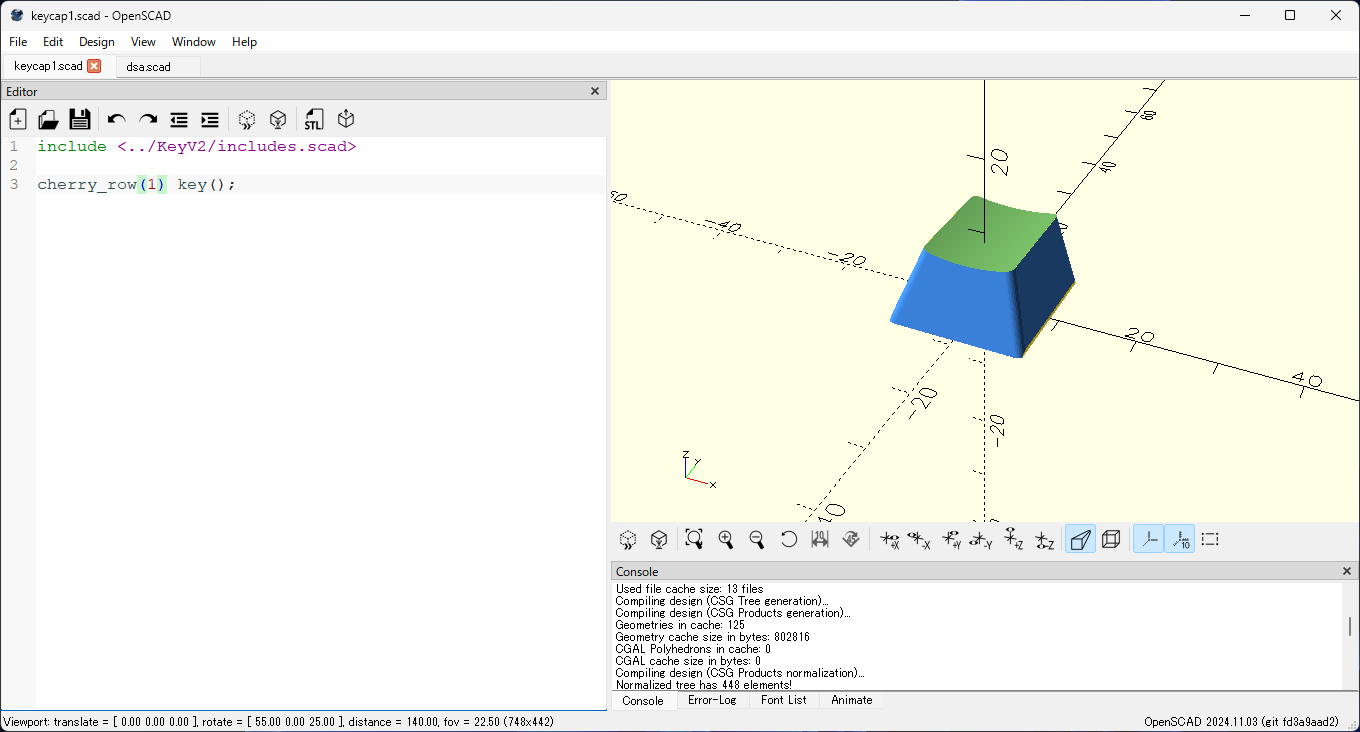 keycap1.scad - OpenSCAD
File Edit Design View Window Help
keycap1.scad dsa.scad
Editor
STL
1 include <../KeyV2/includes.scad>
2
3 cherry_row(1) key();
20
60
40
-40
-20
20
40
-20
-20
Z
Y
X
10 +X -X +Y -Y +Z -Z 10
Console
Used file cache size: 13 files
Compiling design (CSG Tree generation)...
Compiling design (CSG Products generation)...
Geometries in cache: 125
Geometry cache size in bytes: 802816
CGAL Polyhedrons in cache: 0
CGAL cache size in bytes: 0
Compiling design (CSG Products normalization)...
Normalized tree has 448 elements!
Console Error-Log Font List Animate
Viewport: translate = [ 0.00 0.00 0.00 ], rotate = [ 55.00 0.00 25.00 ], distance = 140.00, fov = 22.50 (748x442)
OpenSCAD 2024.11.03 (git fd3a9aad2)